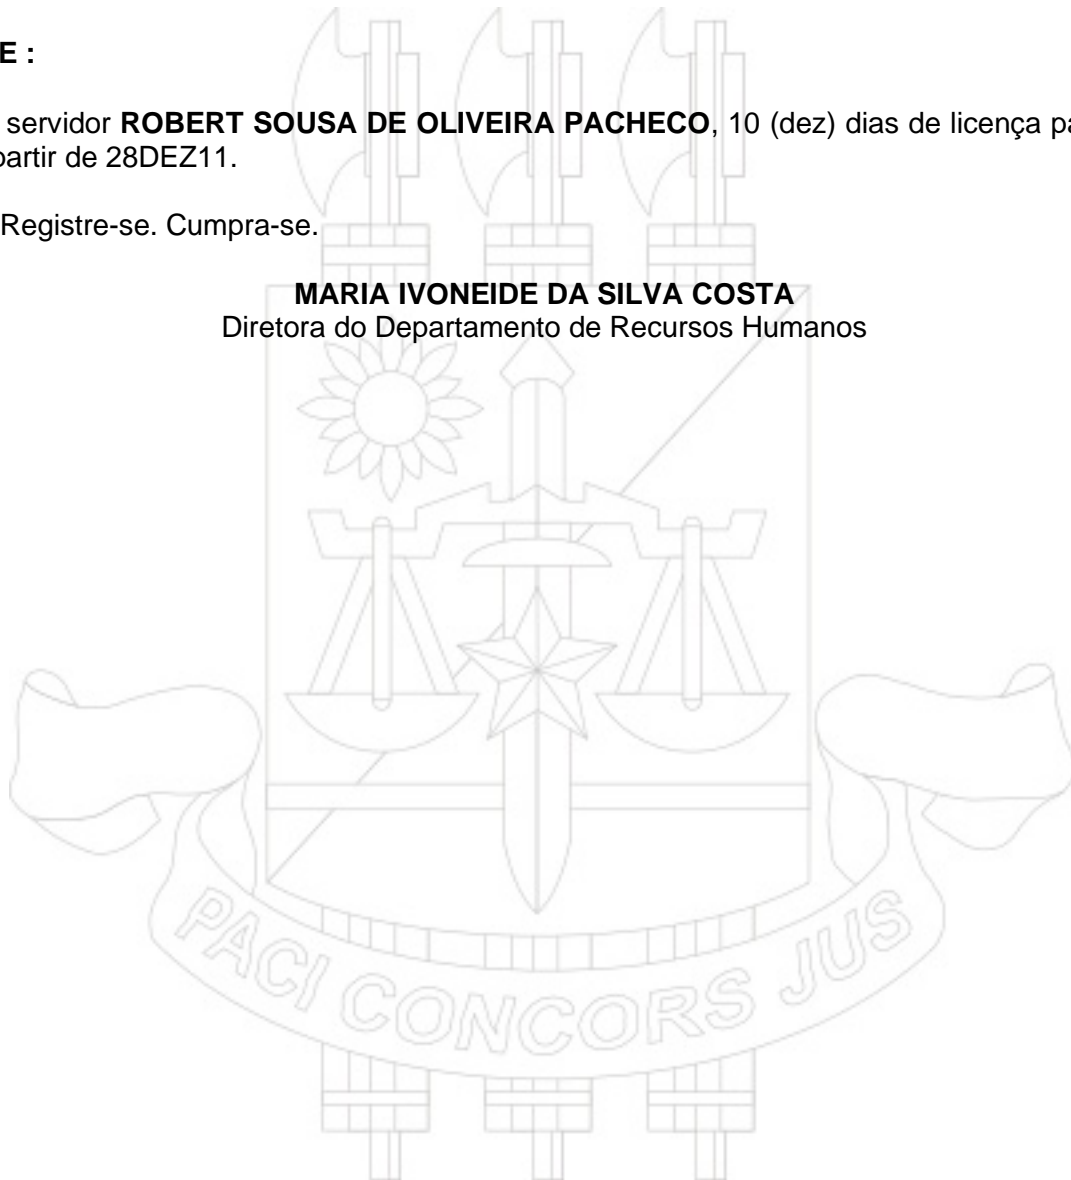 E :
servidor ROBERT SOUSA DE OLIVEIRA PACHECO, 10 (dez) dias de licença pa
partir de 28DEZ11.
Registre-se. Cumpra-se.
MARIA IVONEIDE DA SILVA COSTA
Diretora do Departamento de Recursos Humanos
PACI CONCORS JUS